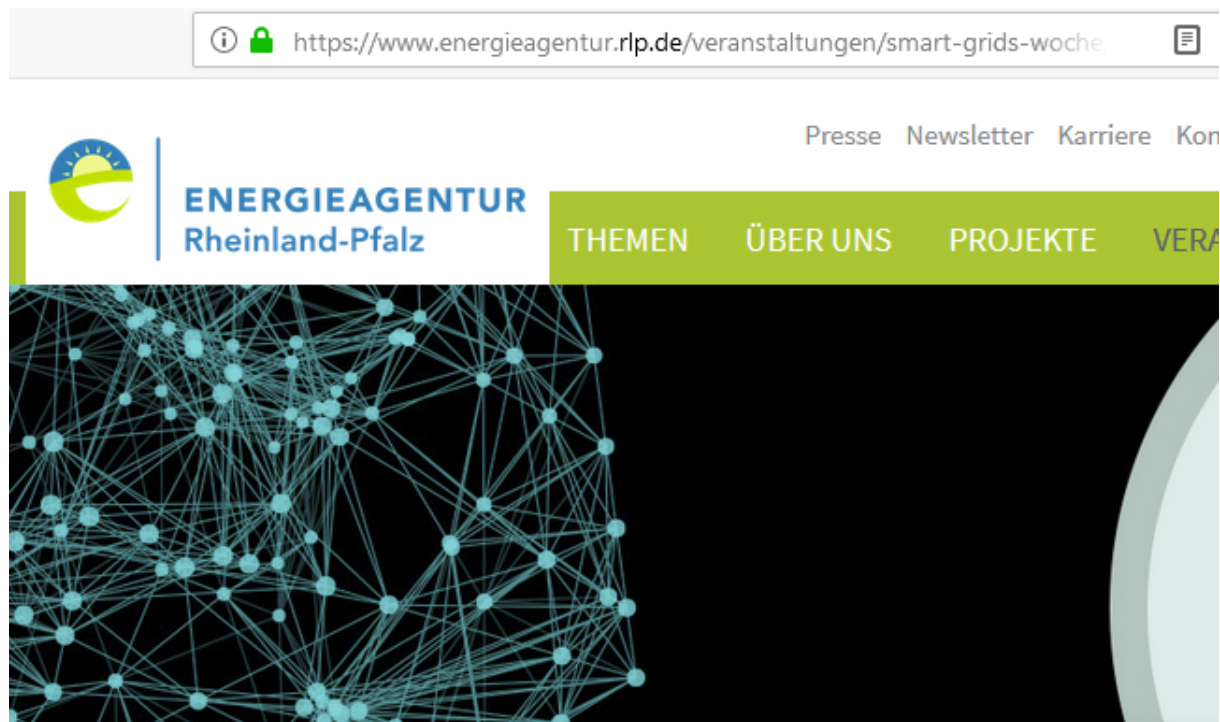 https://www.energieagentur.rlp.de/veranstaltungen/smart-grids-woche
Presse Newsletter Karriere
ENERGIEAGENTUR
Rheinland-Pfalz
THEMEN ÜBER UNS PROJEKTE